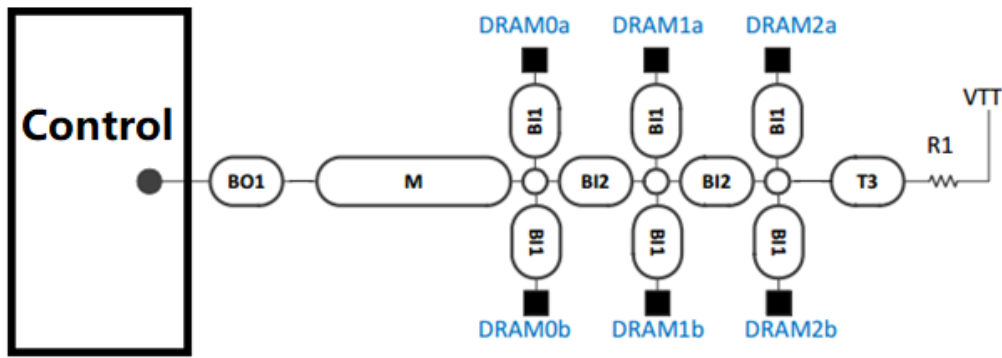 DRAM0a DRAM1a DRAM2a
VTT
Control
BI1 BI1 BI1
R1
BO1 M BI2 BI2 T3
BI1 BI1 BI1
DRAM0b DRAM1b DRAM2b